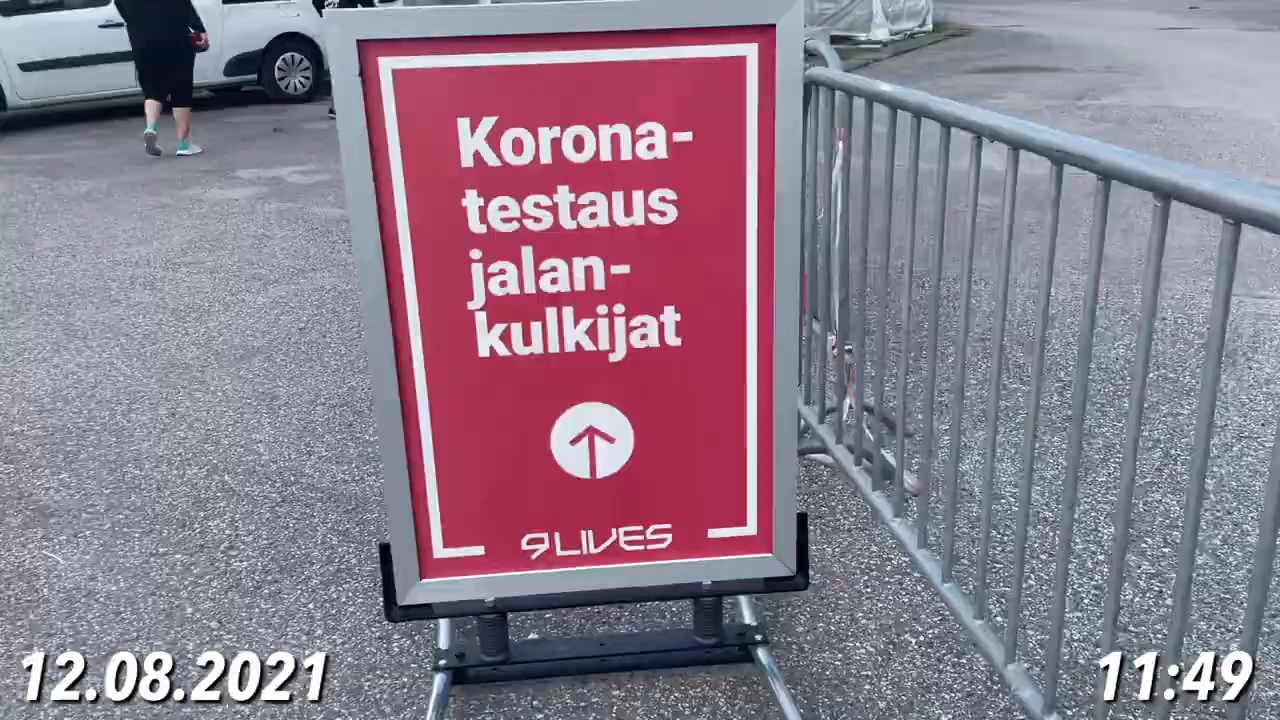 Korona-
testaus
jalan-
kulkijat
9LIVES
12.08.2021
11:49